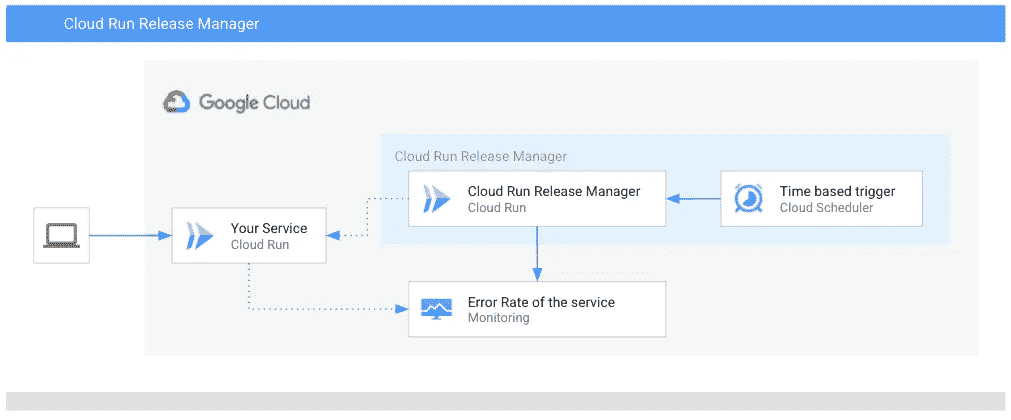 Cloud Run Release Manager
Google Cloud
Cloud Run Release Manager
Cloud Run Release Manager
Cloud Run
Time based trigger
Cloud Scheduler
Your Service
Cloud Run
Error Rate of the service
Monitoring